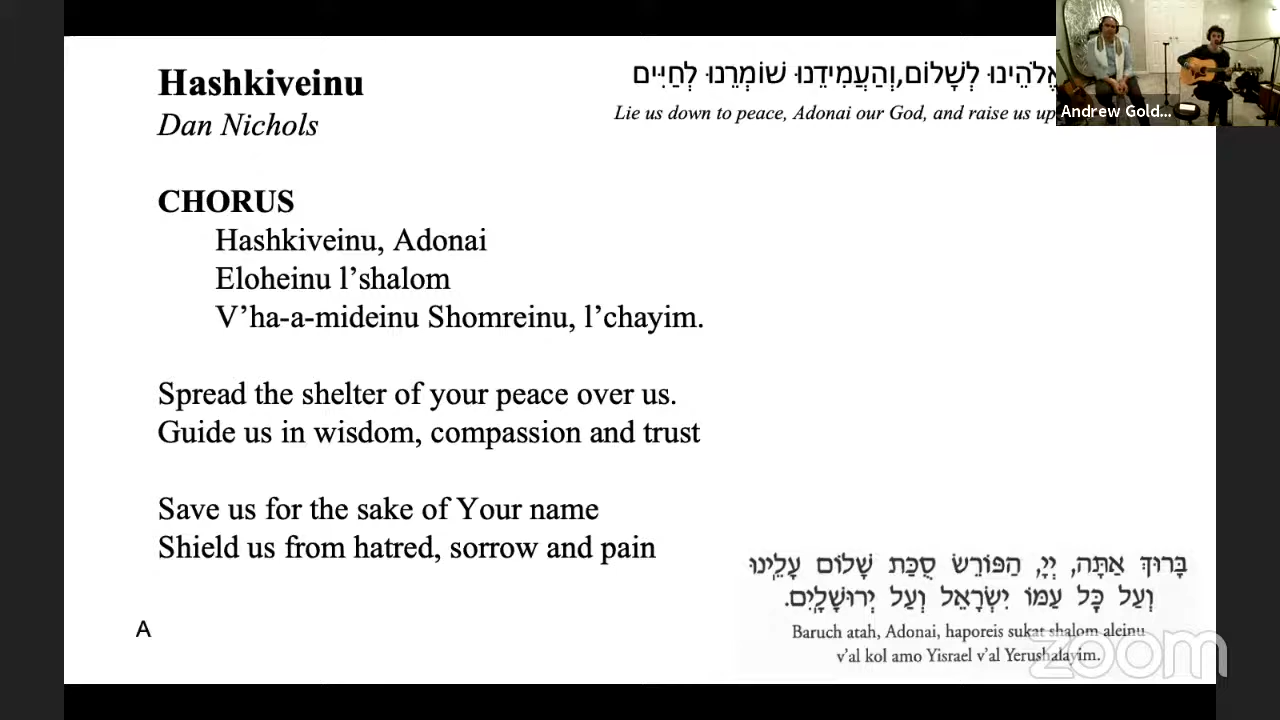 Hashkiveinu
Dan Nichols
אֱלֹהֵינוּ לְשָׁלוֹם,וְהַעֲמִידֵנוּ שׁוֹמְרֵנוּ לְחַיִּים
Lie us down to peace, Adonai our God, and raise us up
Andrew Gold...
CHORUS
Hashkiveinu, Adonai
Eloheinu l’shalom
V’ha-a-mideinu Shomreinu, l’chayim.
Spread the shelter of your peace over us.
Guide us in wisdom, compassion and trust
Save us for the sake of Your name
Shield us from hatred, sorrow and pain
בָּרוּךְ אַתָּה, יְיָ, הַפּוֹרֵשׂ סֻכַּת שָׁלוֹם עָלֵינוּ
וְעַל כָּל עַמּוֹ יִשְׂרָאֵל וְעַל יְרוּשָׁלָיִם.
Baruch atah, Adonai, haporeis sukat shalom aleinu
v’al kol amo Yisrael v’al Yerushalayim.
A
zoom